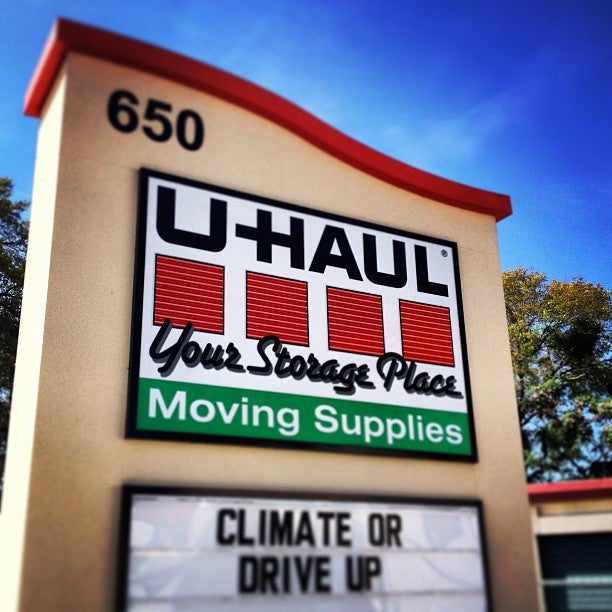 650
U-HAUL®
Your Storage Place
Moving Supplies
CLIMATE OR
DRIVE UP